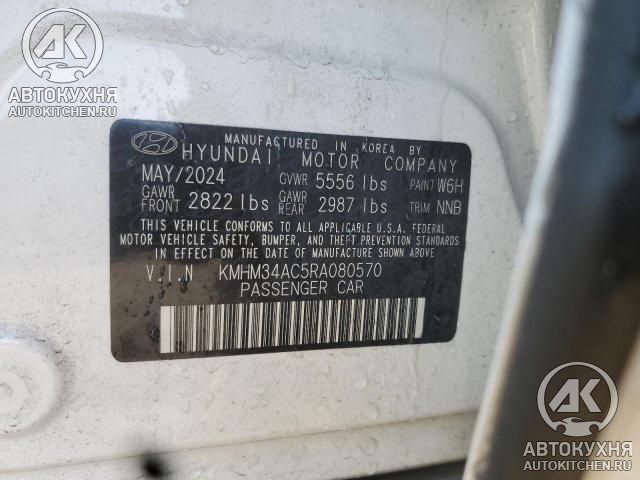 АВТОКУХНЯ
AUTOKITCHEN.RU
MANUFACTURED IN KOREA BY
HYUNDAI MOTOR COMPANY
MAY/2024 GVWR 5556 lbs PAINT W6H
GAWR FRONT 2822 lbs GAWR REAR 2987 lbs TRIM NNB
THIS VEHICLE CONFORMS TO ALL APPLICABLE U.S.A. FEDERAL
MOTOR VEHICLE SAFETY, BUMPER, AND THEFT PREVENTION STANDARDS
IN EFFECT ON THE DATE OF MANUFACTURE SHOWN ABOVE
V.I.N KMHM34AC5RA080570
PASSENGER CAR
АВТОКУХНЯ
AUTOKITCHEN.RU